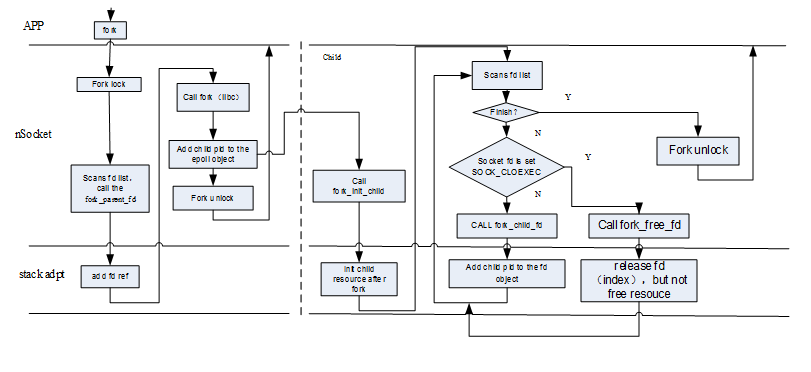 APP
fork
Child
Fork lock
Call fork（libc）
Scans fd list
Finish?
Y
nSocket
Add child pid to the
epoll object
N
Fork unlock
Scans fd list，
call the
fork_parent_fd
Fork unlock
Call
fork_init_child
Socket fd is set
SOCK_CLOEXEC
Y
N
CALL fork_child_fd
Call fork_free_fd
stack adpt
add fd ref
Init child
resource after
fork
Add child pid to the fd
object
release fd
（index），but not
free resouce